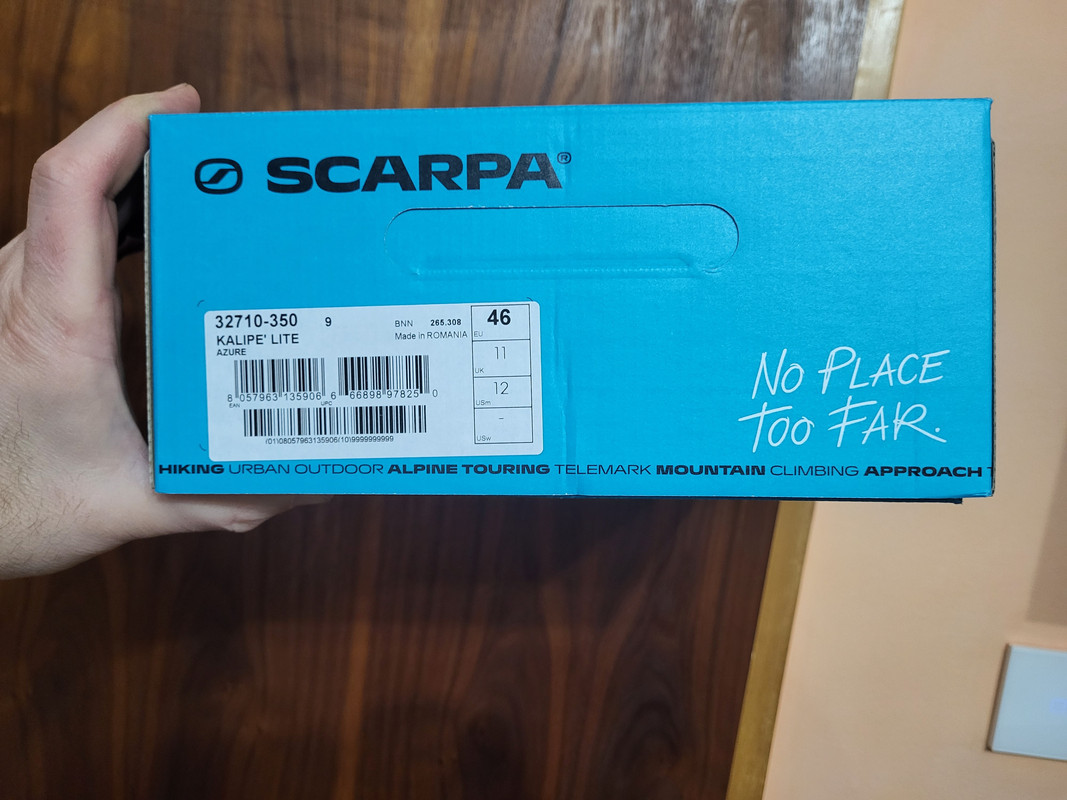 SCARPA®
32710-350 9 BNN 265.308 46
KALIPE' LITE Made in ROMANIA EU
AZURE
11
UK
12
USm
-
USw
8 057963 135906 6 66898 97825 0
EAN UPC
(01)08057963135906(10)9999999999
NO PLACE
TOO FAR.
HIKING URBAN OUTDOOR ALPINE TOURING TELEMARK MOUNTAIN CLIMBING APPROACH